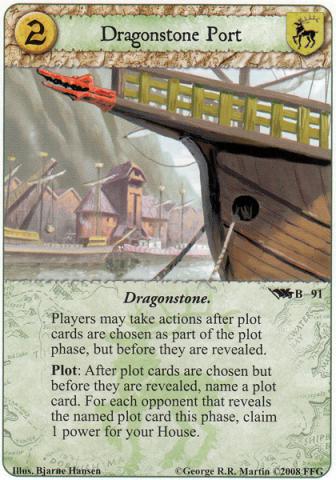 2
Dragonstone Port
B - 91
Dragonstone.
Players may take actions after plot
cards are chosen as part of the plot
phase, but before they are revealed.
Plot: After plot cards are chosen but
before they are revealed, name a plot
card. For each opponent that reveals
the named plot card this phase, claim
1 power for your House.
Illus. Bjarne Hansen ©George R.R. Martin ©2008 FFG